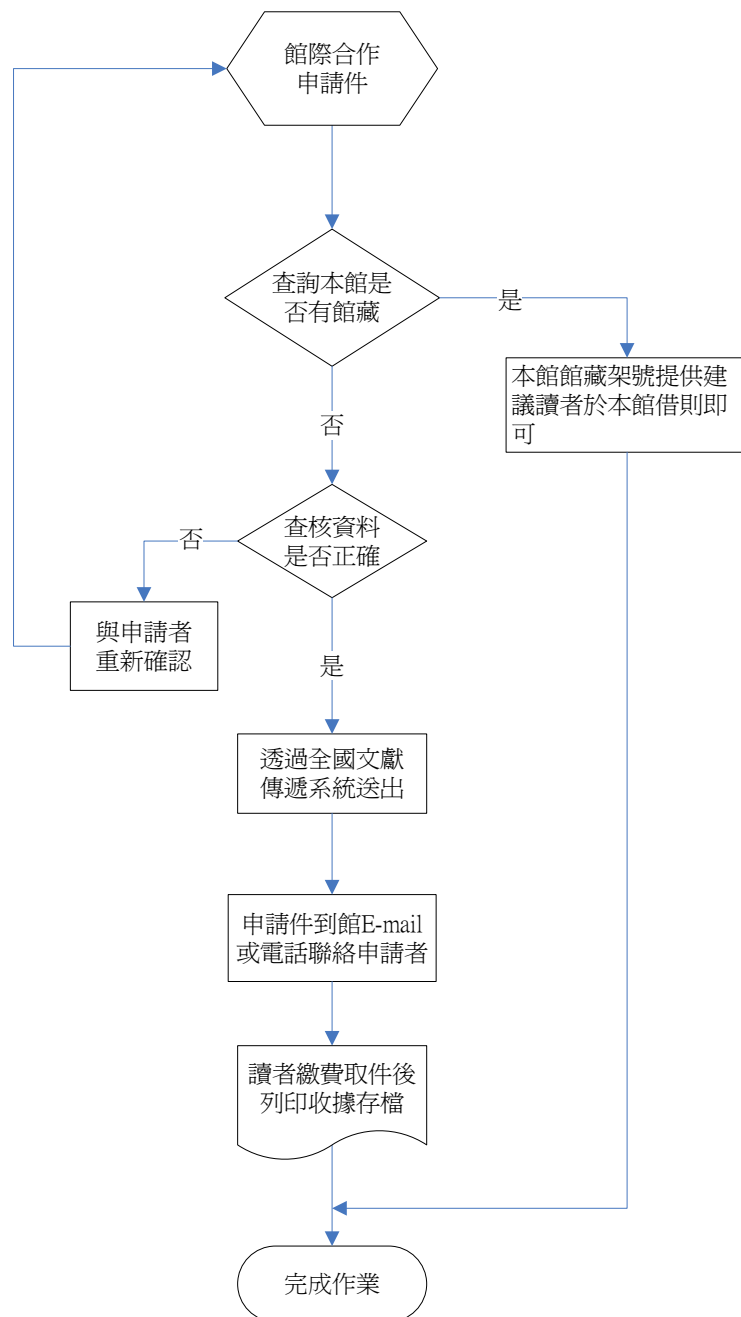 館際合作
申請件
查詢本館是
否有館藏
是
本館館藏架號提供建
議讀者於本館借則即
可
否
查核資料
是否正確
否
與申請者
重新確認
是
透過全國文獻
傳遞系統送出
申請件到館E-mail
或電話聯絡申請者
讀者繳費取件後
列印收據存檔
完成作業